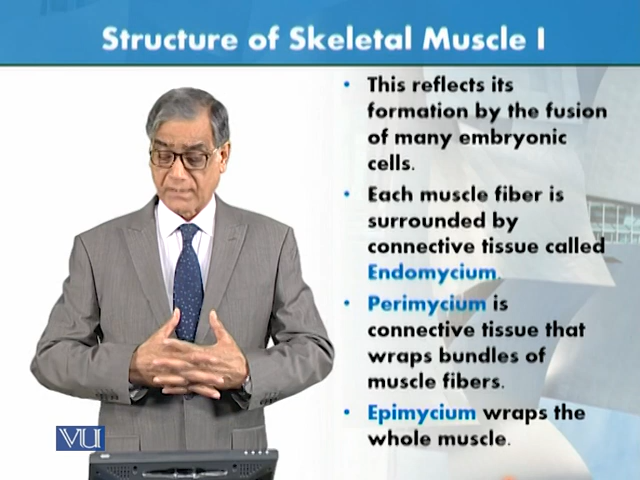 Structure of Skeletal Muscle I
• This reflects its
formation by the fusion
of many embryonic
cells.
• Each muscle fiber is
surrounded by
connective tissue called
Endomycium.
• Perimycium is
connective tissue that
wraps bundles of
muscle fibers.
• Epimycium wraps the
whole muscle.
VU